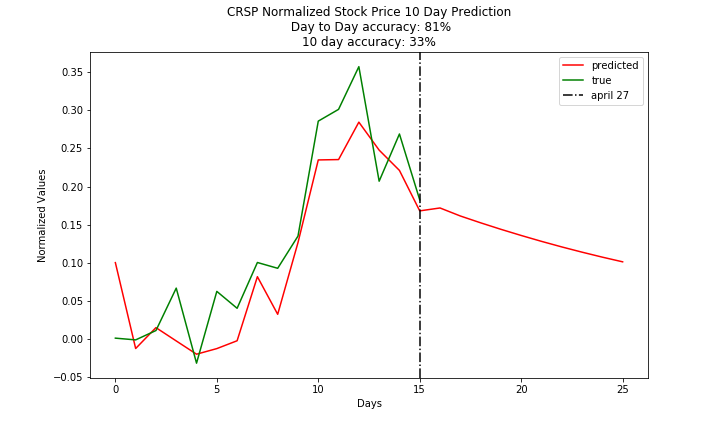 CRSP Normalized Stock Price 10 Day Prediction
Day to Day accuracy: 81%
10 day accuracy: 33%
predicted
true
april 27
0.35
0.30
0.25
0.20
0.15
0.10
0.05
0.00
−0.05
Normalized Values
0 5 10 15 20 25
Days